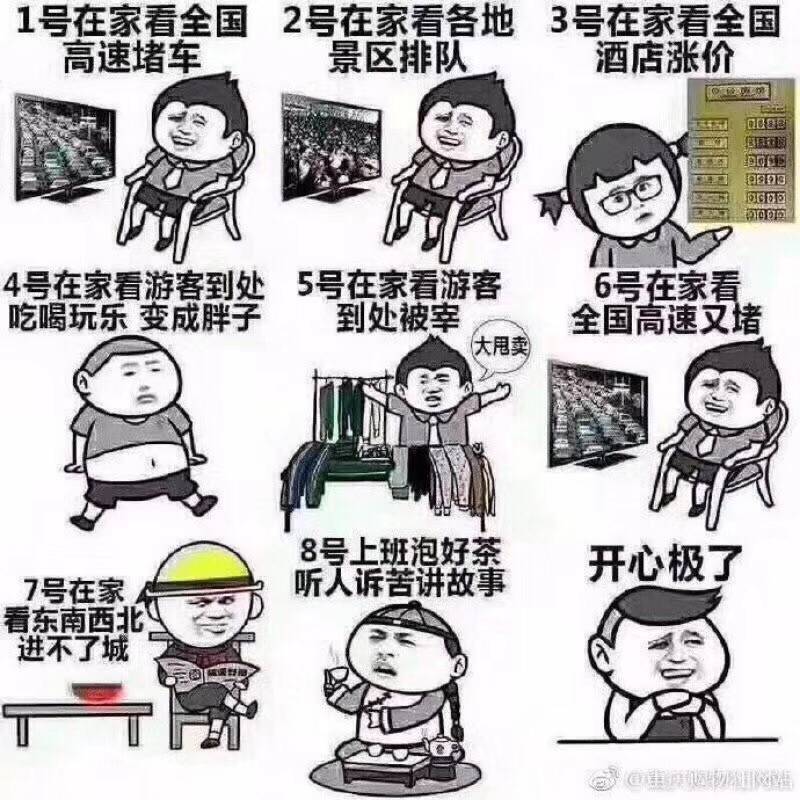 1号在家看全国
高速堵车
2号在家看各地
景区排队
3号在家看全国
酒店涨价
4号在家看游客到处
吃喝玩乐 变成胖子
5号在家看游客
到处被宰
大甩卖
6号在家看
全国高速又堵
7号在家
看东南西北
进不了城
8号上班泡好茶
听人诉苦讲故事
开心极了